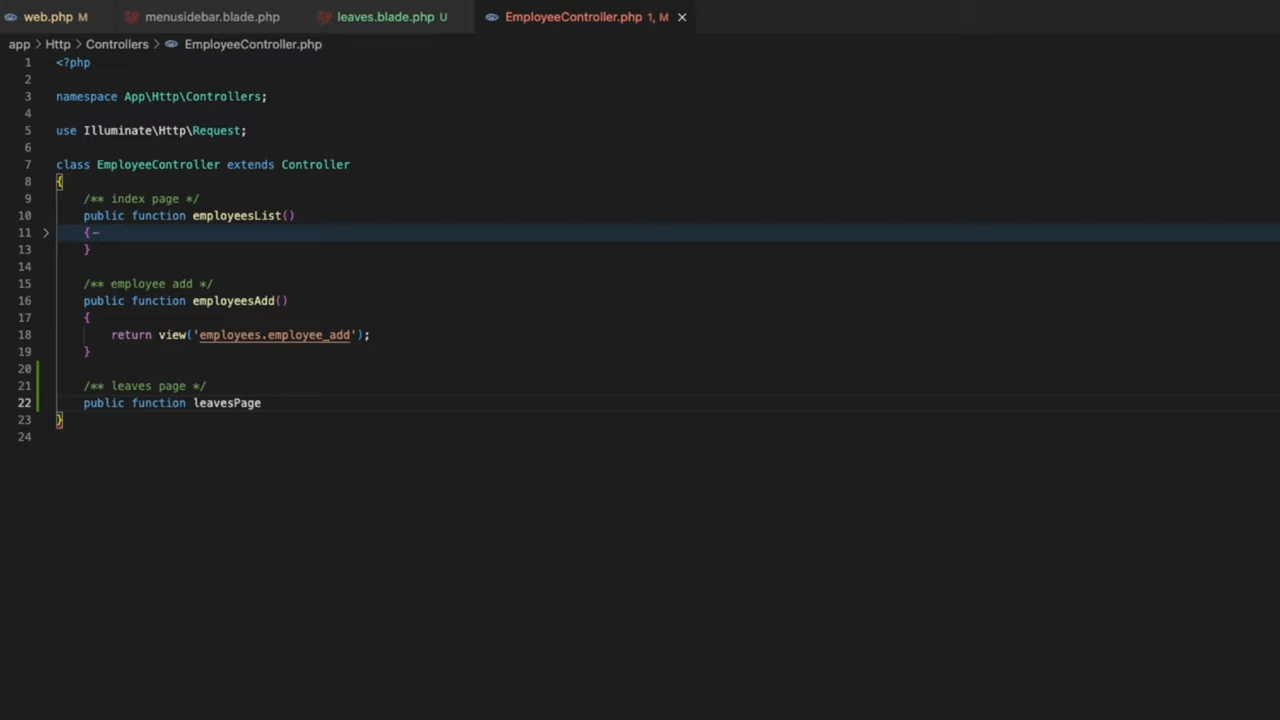 web.php M menusidebar.blade.php leaves.blade.php U EmployeeController.php 1, M ×
app > Http > Controllers > EmployeeController.php
1 <?php
2
3 namespace App\Http\Controllers;
4
5 use Illuminate\Http\Request;
6
7 class EmployeeController extends Controller
8 {
9 /** index page */
10 public function employeesList()
11 > { ⋯
13 }
14
15 /** employee add */
16 public function employeesAdd()
17 {
18 return view('employees.employee_add');
19 }
20
21 /** leaves page */
22 public function leavesPage
23 }
24